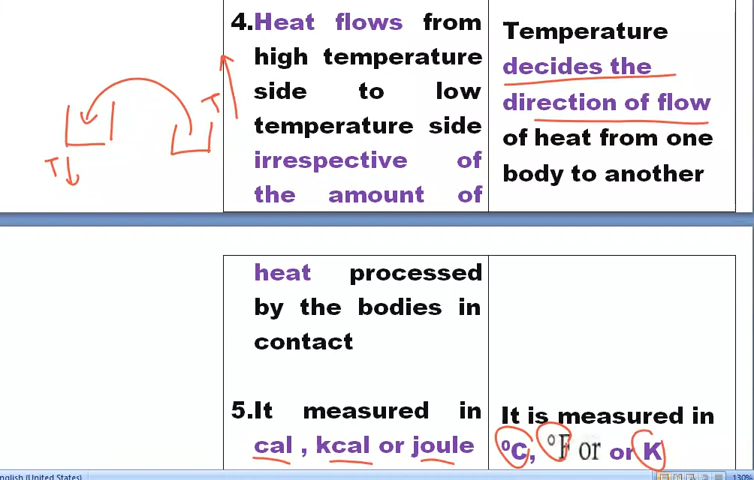 4.Heat flows from
high temperature
side to low
temperature side
irrespective of
the amount of
Temperature
decides the
direction of flow
of heat from one
body to another
T
T
heat processed
by the bodies in
contact
5.It measured in
cal , kcal or joule
It is measured in
⁰C, °F or or K
nglish (United States)
130%